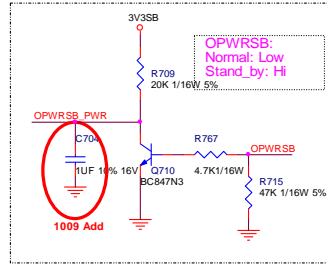 3V3SB
OPWRSB:
Normal: Low
Stand_by: Hi
R709
20K 1/16W 5%
OPWRSB_PWR
C704
1UF 10% 16V
Q710
BC847N3
R767
4.7K1/16W
OPWRSB
R715
47K 1/16W 5%
1009 Add